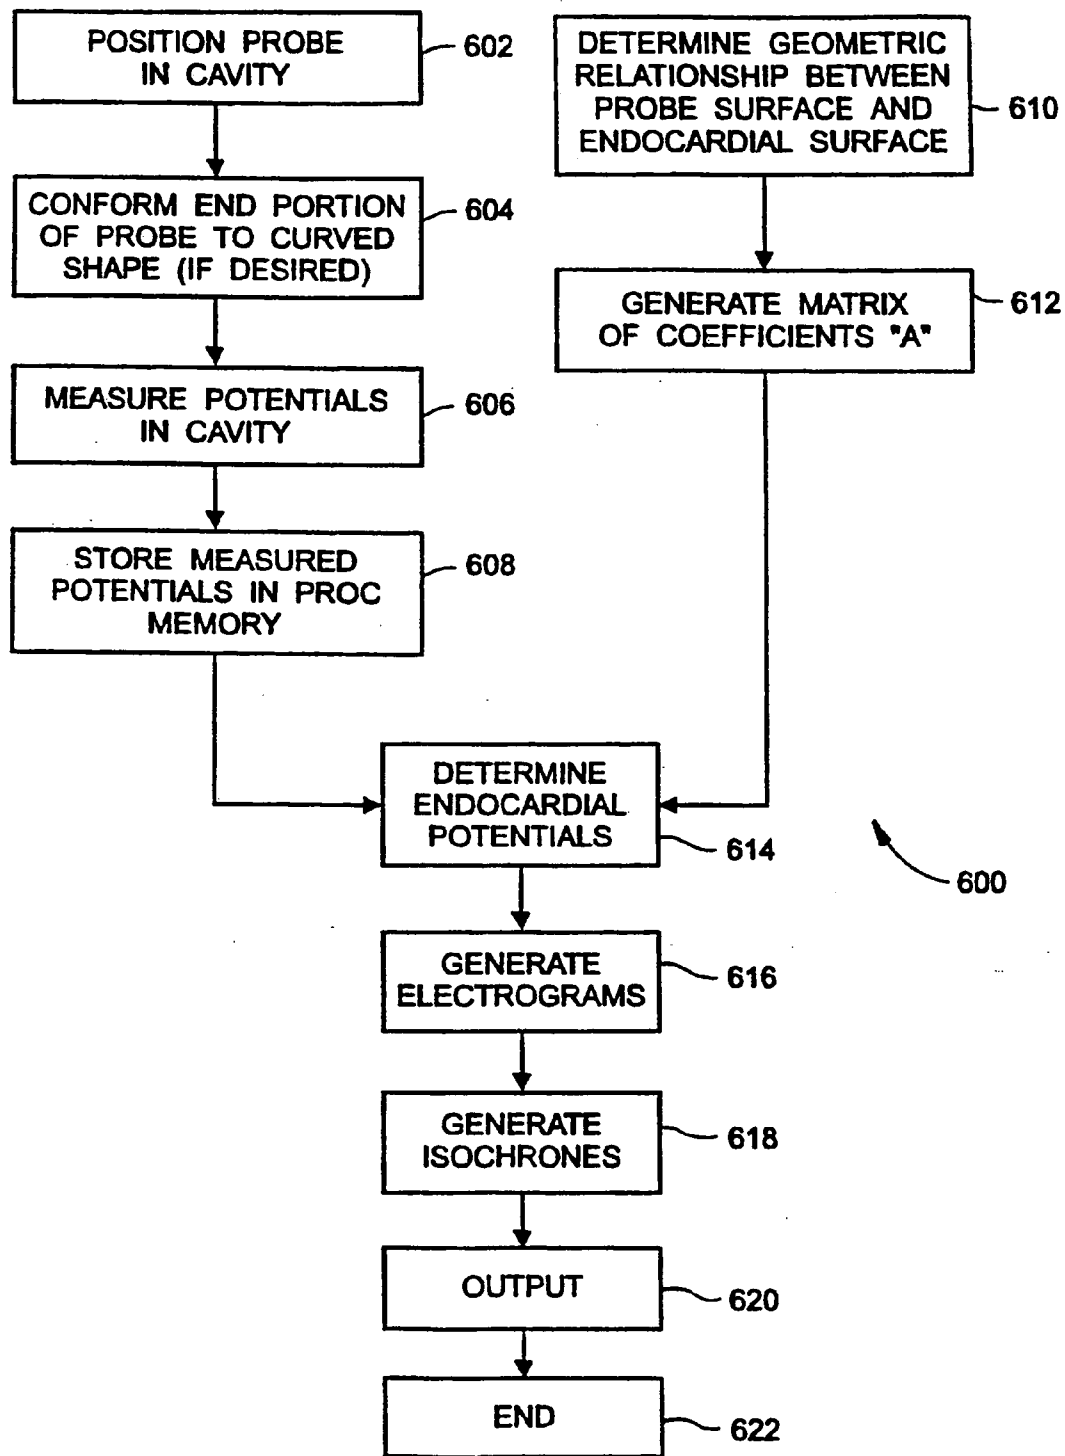 POSITION PROBE
IN CAVITY
602
CONFORM END PORTION
OF PROBE TO CURVED
SHAPE (IF DESIRED)
604
MEASURE POTENTIALS
IN CAVITY
606
STORE MEASURED
POTENTIALS IN PROC
MEMORY
608
DETERMINE GEOMETRIC
RELATIONSHIP BETWEEN
PROBE SURFACE AND
ENDOCARDIAL SURFACE
610
GENERATE MATRIX
OF COEFFICIENTS "A"
612
DETERMINE
ENDOCARDIAL
POTENTIALS
614
600
GENERATE
ELECTROGRAMS
616
GENERATE
ISOCHRONES
618
OUTPUT
620
END
622